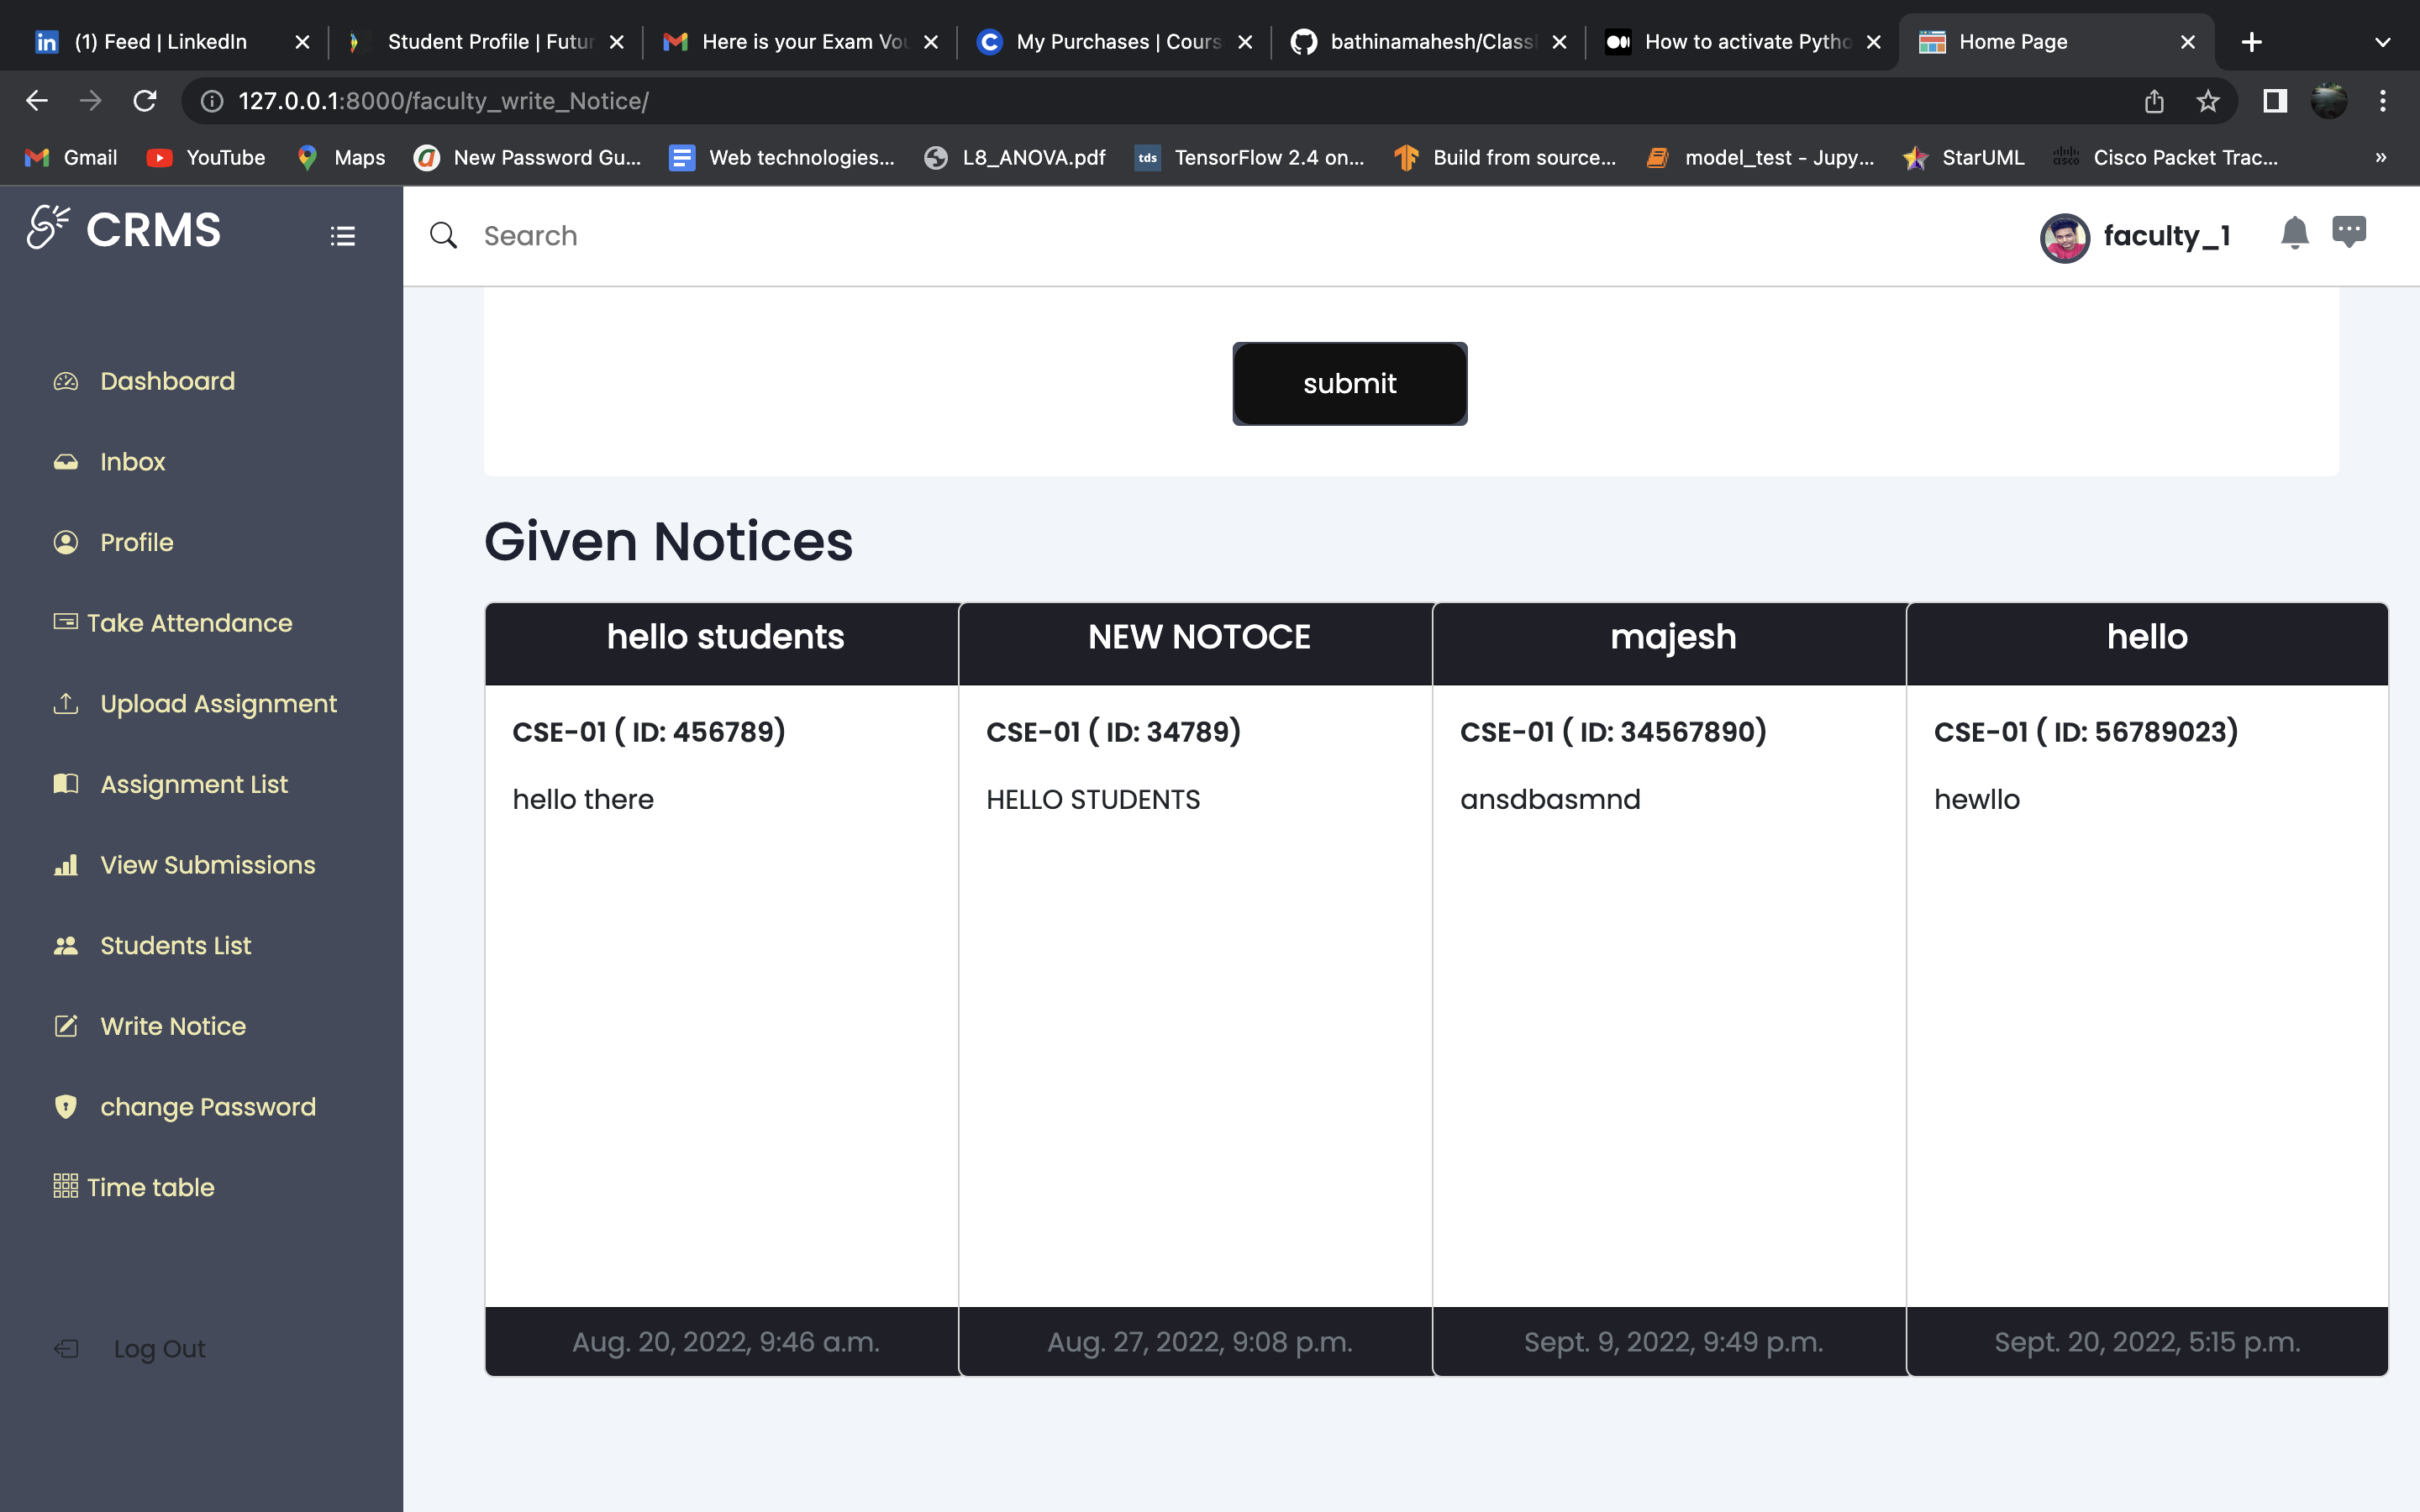 (1) Feed | LinkedIn
Student Profile | Futur
Here is your Exam Vou
My Purchases | Cours
bathinamahesh/Class
How to activate Pytho
Home Page
127.0.0.1:8000/faculty_write_Notice/
Gmail
YouTube
Maps
New Password Gu...
Web technologies...
L8_ANOVA.pdf
tds
TensorFlow 2.4 on...
Build from source...
model_test - Jupy...
StarUML
Cisco Packet Trac...
CRMS
Search
faculty_1
Dashboard
Inbox
Profile
Take Attendance
Upload Assignment
Assignment List
View Submissions
Students List
Write Notice
change Password
Time table
Log Out
submit
Given Notices
hello students
CSE-01 ( ID: 456789)
hello there
Aug. 20, 2022, 9:46 a.m.
NEW NOTOCE
CSE-01 ( ID: 34789)
HELLO STUDENTS
Aug. 27, 2022, 9:08 p.m.
majesh
CSE-01 ( ID: 34567890)
ansdbasmnd
Sept. 9, 2022, 9:49 p.m.
hello
CSE-01 ( ID: 56789023)
hewllo
Sept. 20, 2022, 5:15 p.m.